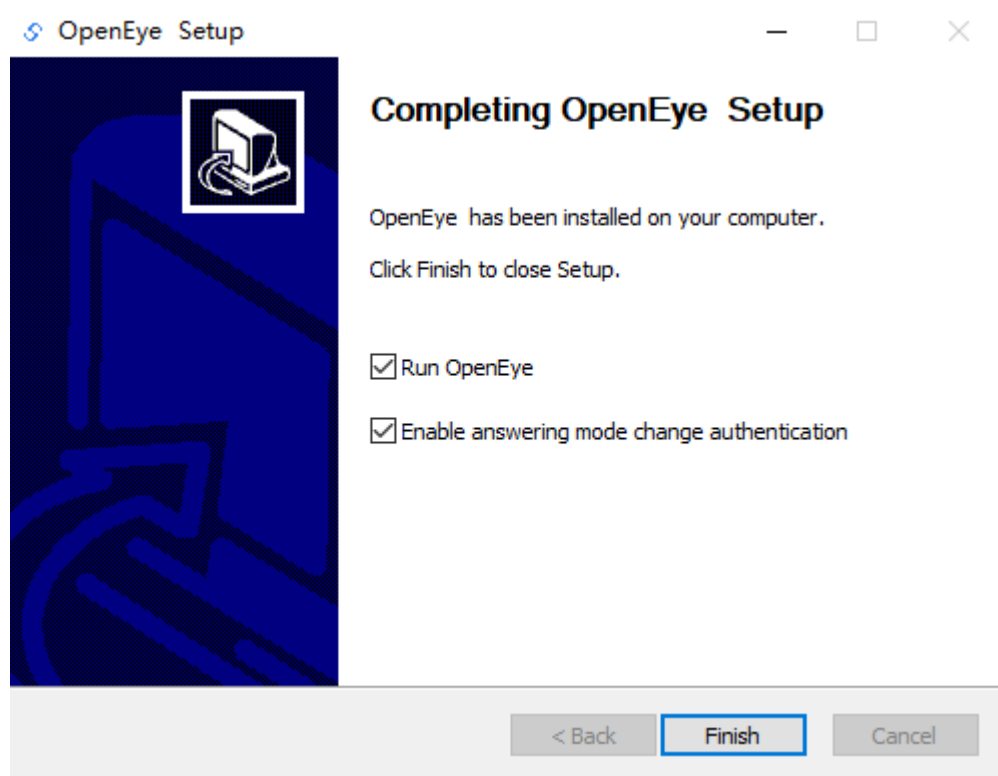 OpenEye  Setup
Completing OpenEye  Setup
OpenEye  has been installed on your computer.
Click Finish to close Setup.
Run OpenEye
Enable answering mode change authentication
< Back
Finish
Cancel